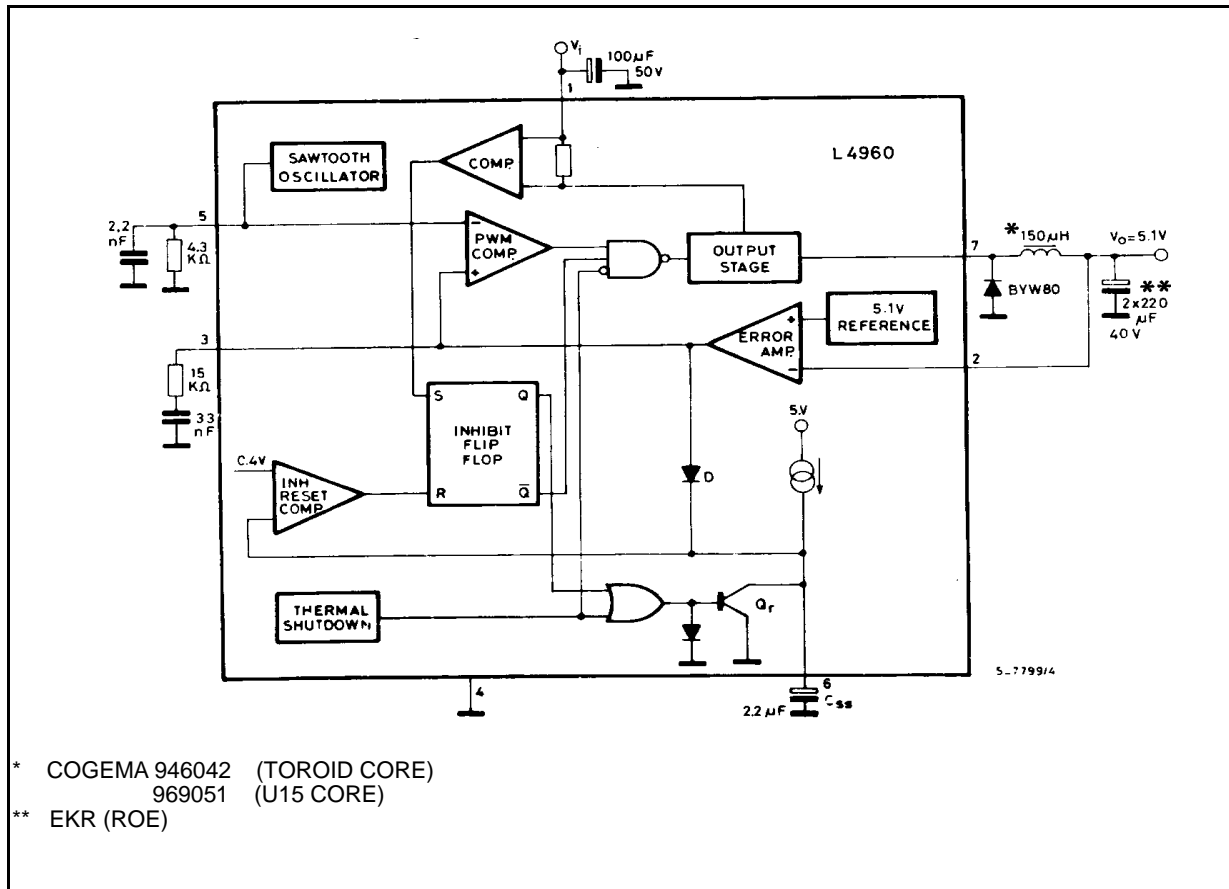 Vi
100µF
50V
1
L4960
SAWTOOTH
OSCILLATOR
COMP.
5
2.2
nF
4.3
KΩ
−
PWM
COMP.
+
OUTPUT
STAGE
7
*150µH
Vo=5.1V
BYW80
**
2x220
µF
40V
5.1V
REFERENCE
+
ERROR
AMP.
−
2
3
15
KΩ
33
nF
S Q
INHIBIT
FLIP
FLOP
R Q̅
5.V
D
C.4V
INH
RESET
COMP.
THERMAL
SHUTDOWN
Qr
4
6
Css
2.2µF
S_7799/4
* COGEMA 946042 (TOROID CORE)
969051 (U15 CORE)
** EKR (ROE)